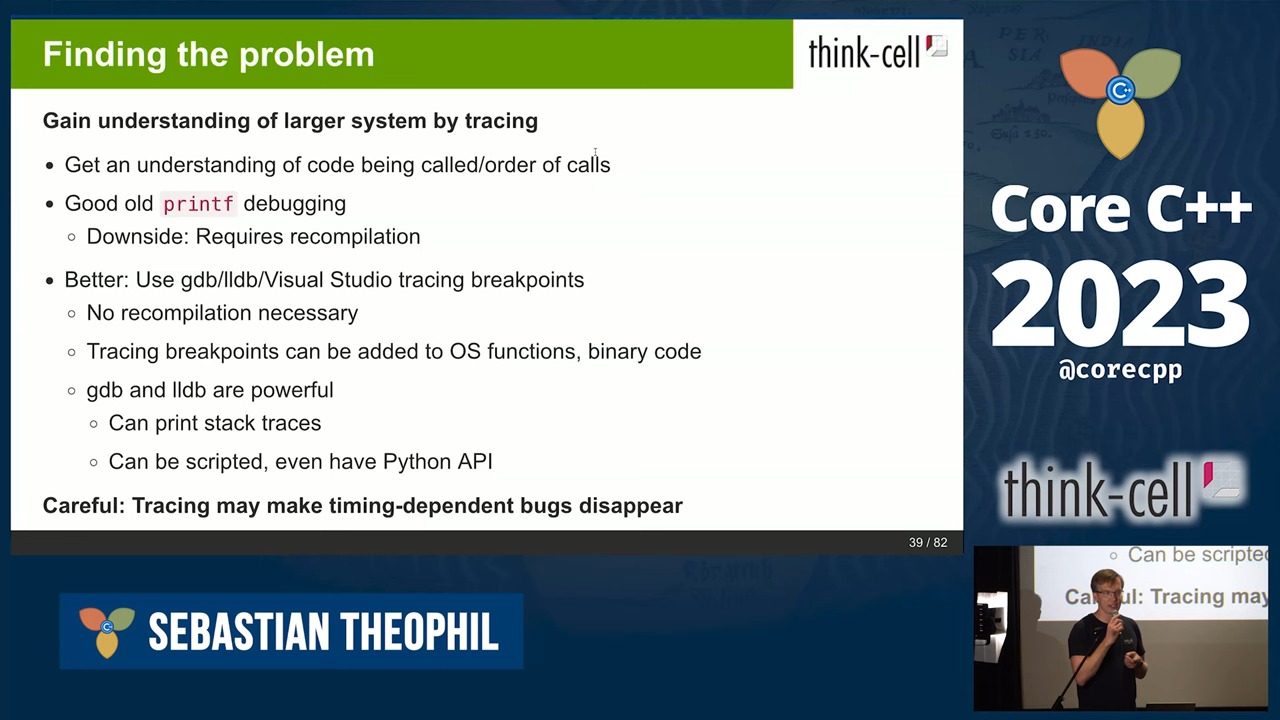 Finding the problem
think-cell
Gain understanding of larger system by tracing
• Get an understanding of code being called/order of calls
• Good old printf debugging
○ Downside: Requires recompilation
• Better: Use gdb/lldb/Visual Studio tracing breakpoints
○ No recompilation necessary
○ Tracing breakpoints can be added to OS functions, binary code
○ gdb and lldb are powerful
○ Can print stack traces
○ Can be scripted, even have Python API
Careful: Tracing may make timing-dependent bugs disappear
39 / 82
C++
Core C++
2023
@corecpp
think-cell
C++
SEBASTIAN THEOPHIL
○ Can be scripted
Careful: Tracing may